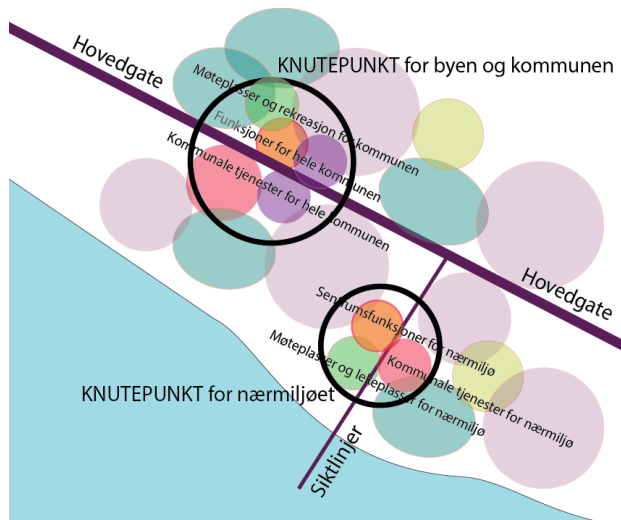 Hovedgate
KNUTEPUNKT for byen og kommunen
Møteplasser og rekreasjon for kommunen
Funksjoner for hele kommunen
Kommunale tjenester for hele kommunen
Hovedgate
Sentrumsfunksjoner for nærmiljø
Møteplasser og lekeplasser for nærmiljø
Kommunale tjenester for nærmiljø
KNUTEPUNKT for nærmiljøet
Siktlinjer